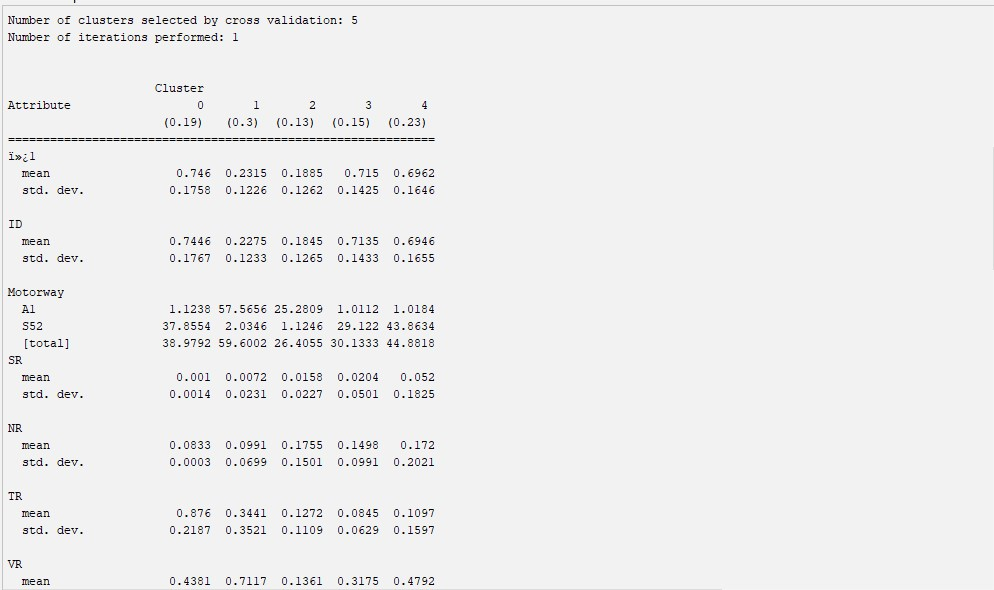 Number of clusters selected by cross validation: 5
Number of iterations performed: 1
Cluster
Attribute 0 1 2 3 4
(0.19) (0.3) (0.13) (0.15) (0.23)
==============================================================
ï»¿1
mean 0.746 0.2315 0.1885 0.715 0.6962
std. dev. 0.1758 0.1226 0.1262 0.1425 0.1646
ID
mean 0.7446 0.2275 0.1845 0.7135 0.6946
std. dev. 0.1767 0.1233 0.1265 0.1433 0.1655
Motorway
A1 1.1238 57.5656 25.2809 1.0112 1.0184
S52 37.8554 2.0346 1.1246 29.122 43.8634
[total] 38.9792 59.6002 26.4055 30.1333 44.8818
SR
mean 0.001 0.0072 0.0158 0.0204 0.052
std. dev. 0.0014 0.0231 0.0227 0.0501 0.1825
NR
mean 0.0833 0.0991 0.1755 0.1498 0.172
std. dev. 0.0003 0.0699 0.1501 0.0991 0.2021
TR
mean 0.876 0.3441 0.1272 0.0845 0.1097
std. dev. 0.2187 0.3521 0.1109 0.0629 0.1597
VR
mean 0.4381 0.7117 0.1361 0.3175 0.4792